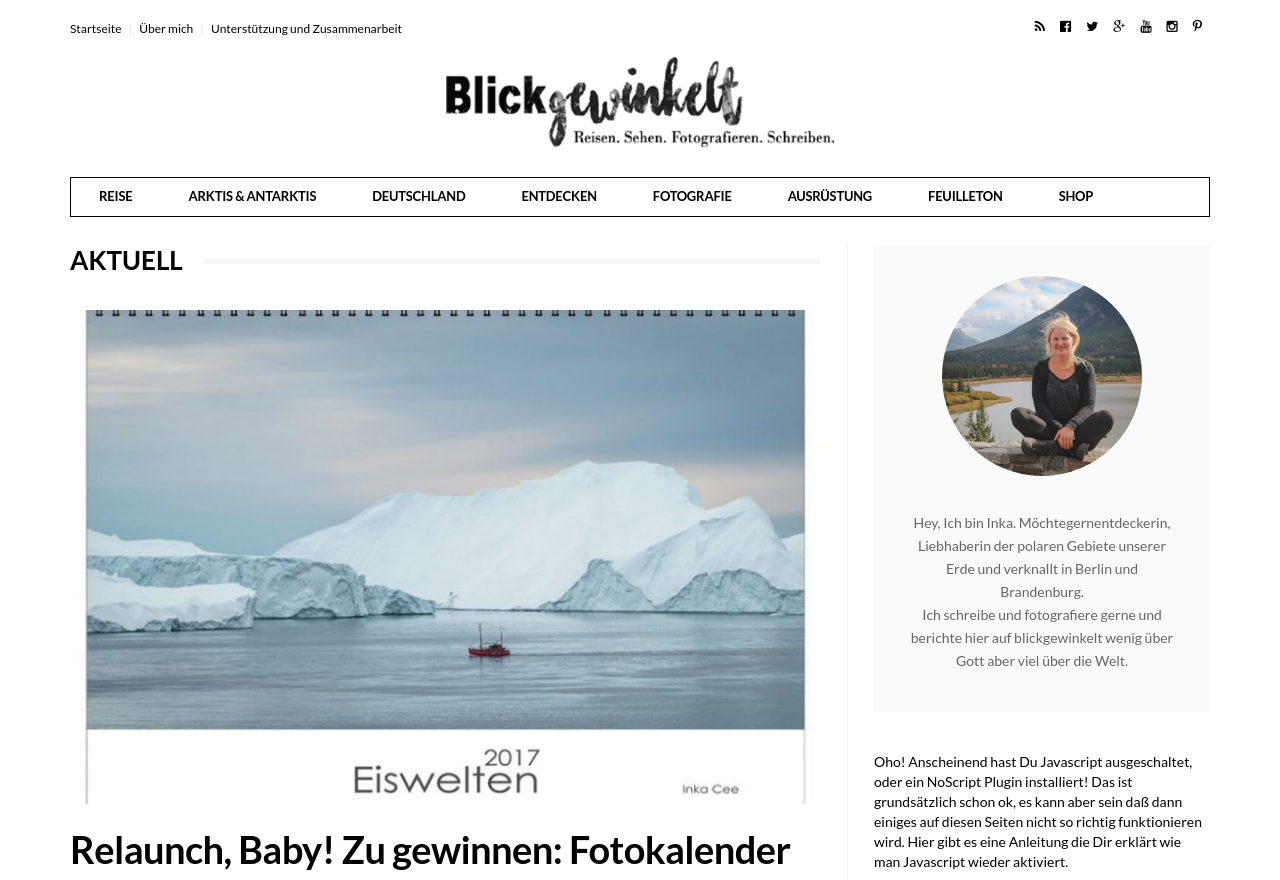 Startseite
Über mich
Unterstützung und Zusammenarbeit
Blickgewinkelt
Reisen. Sehen. Fotografieren. Schreiben.
REISE
ARKTIS & ANTARKTIS
DEUTSCHLAND
ENTDECKEN
FOTOGRAFIE
AUSRÜSTUNG
FEUILLETON
SHOP
AKTUELL
2017
Eiswelten
Inka Cee
Relaunch, Baby! Zu gewinnen: Fotokalender
Hey, Ich bin Inka. Möchtegernentdeckerin,
Liebhaberin der polaren Gebiete unserer
Erde und verknallt in Berlin und
Brandenburg.
Ich schreibe und fotografiere gerne und
berichte hier auf blickgewinkelt wenig über
Gott aber viel über die Welt.
Oho! Anscheinend hast Du Javascript ausgeschaltet,
oder ein NoScript Plugin installiert! Das ist
grundsätzlich schon ok, es kann aber sein daß dann
einiges auf diesen Seiten nicht so richtig funktionieren
wird. Hier gibt es eine Anleitung die Dir erklärt wie
man Javascript wieder aktiviert.